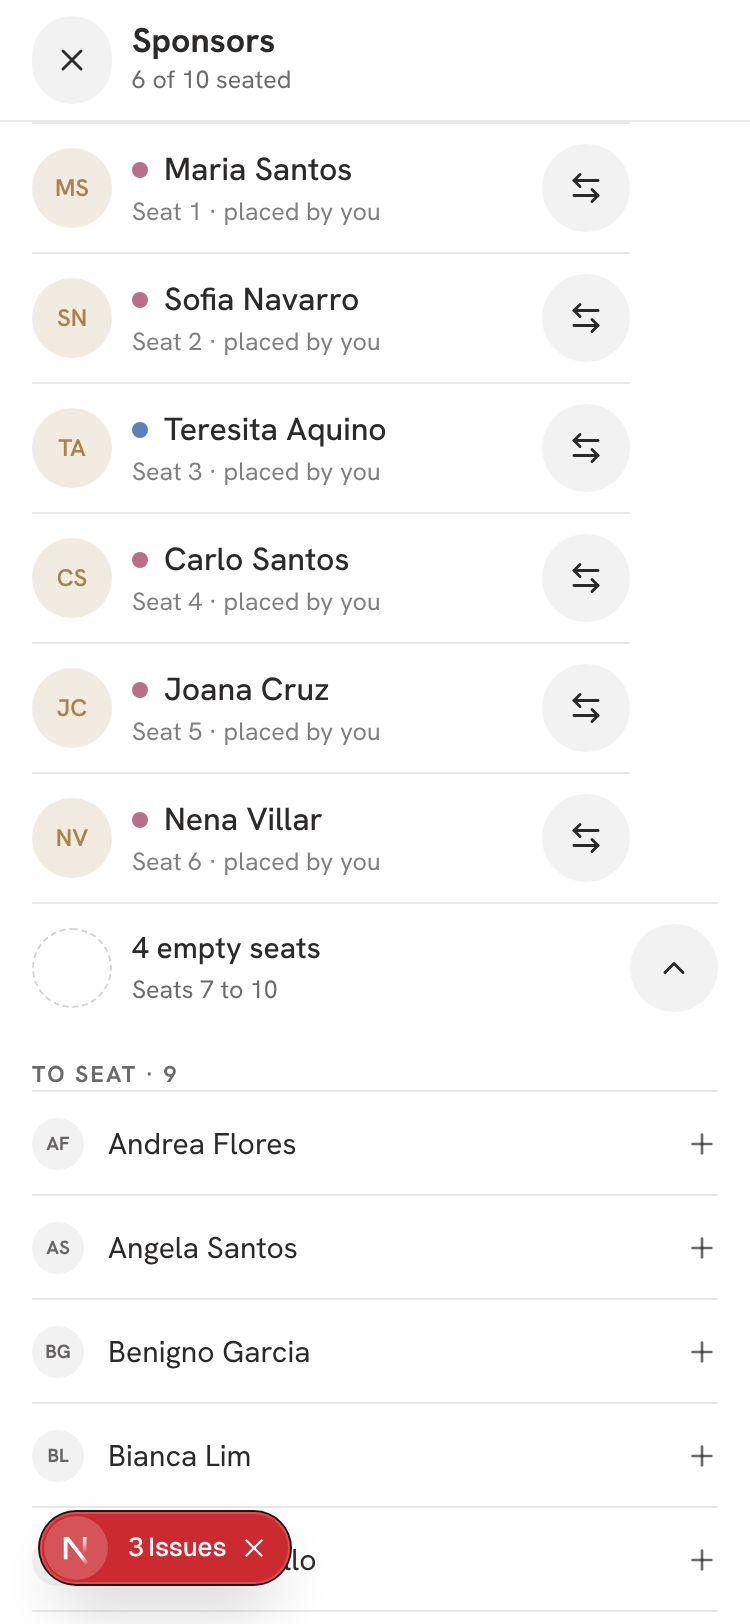 Sponsors
6 of 10 seated
MS
Maria Santos
Seat 1 · placed by you
SN
Sofia Navarro
Seat 2 · placed by you
TA
Teresita Aquino
Seat 3 · placed by you
CS
Carlo Santos
Seat 4 · placed by you
JC
Joana Cruz
Seat 5 · placed by you
NV
Nena Villar
Seat 6 · placed by you
4 empty seats
Seats 7 to 10
TO SEAT · 9
AF
Andrea Flores
AS
Angela Santos
BG
Benigno Garcia
BL
Bianca Lim
N
3 Issues